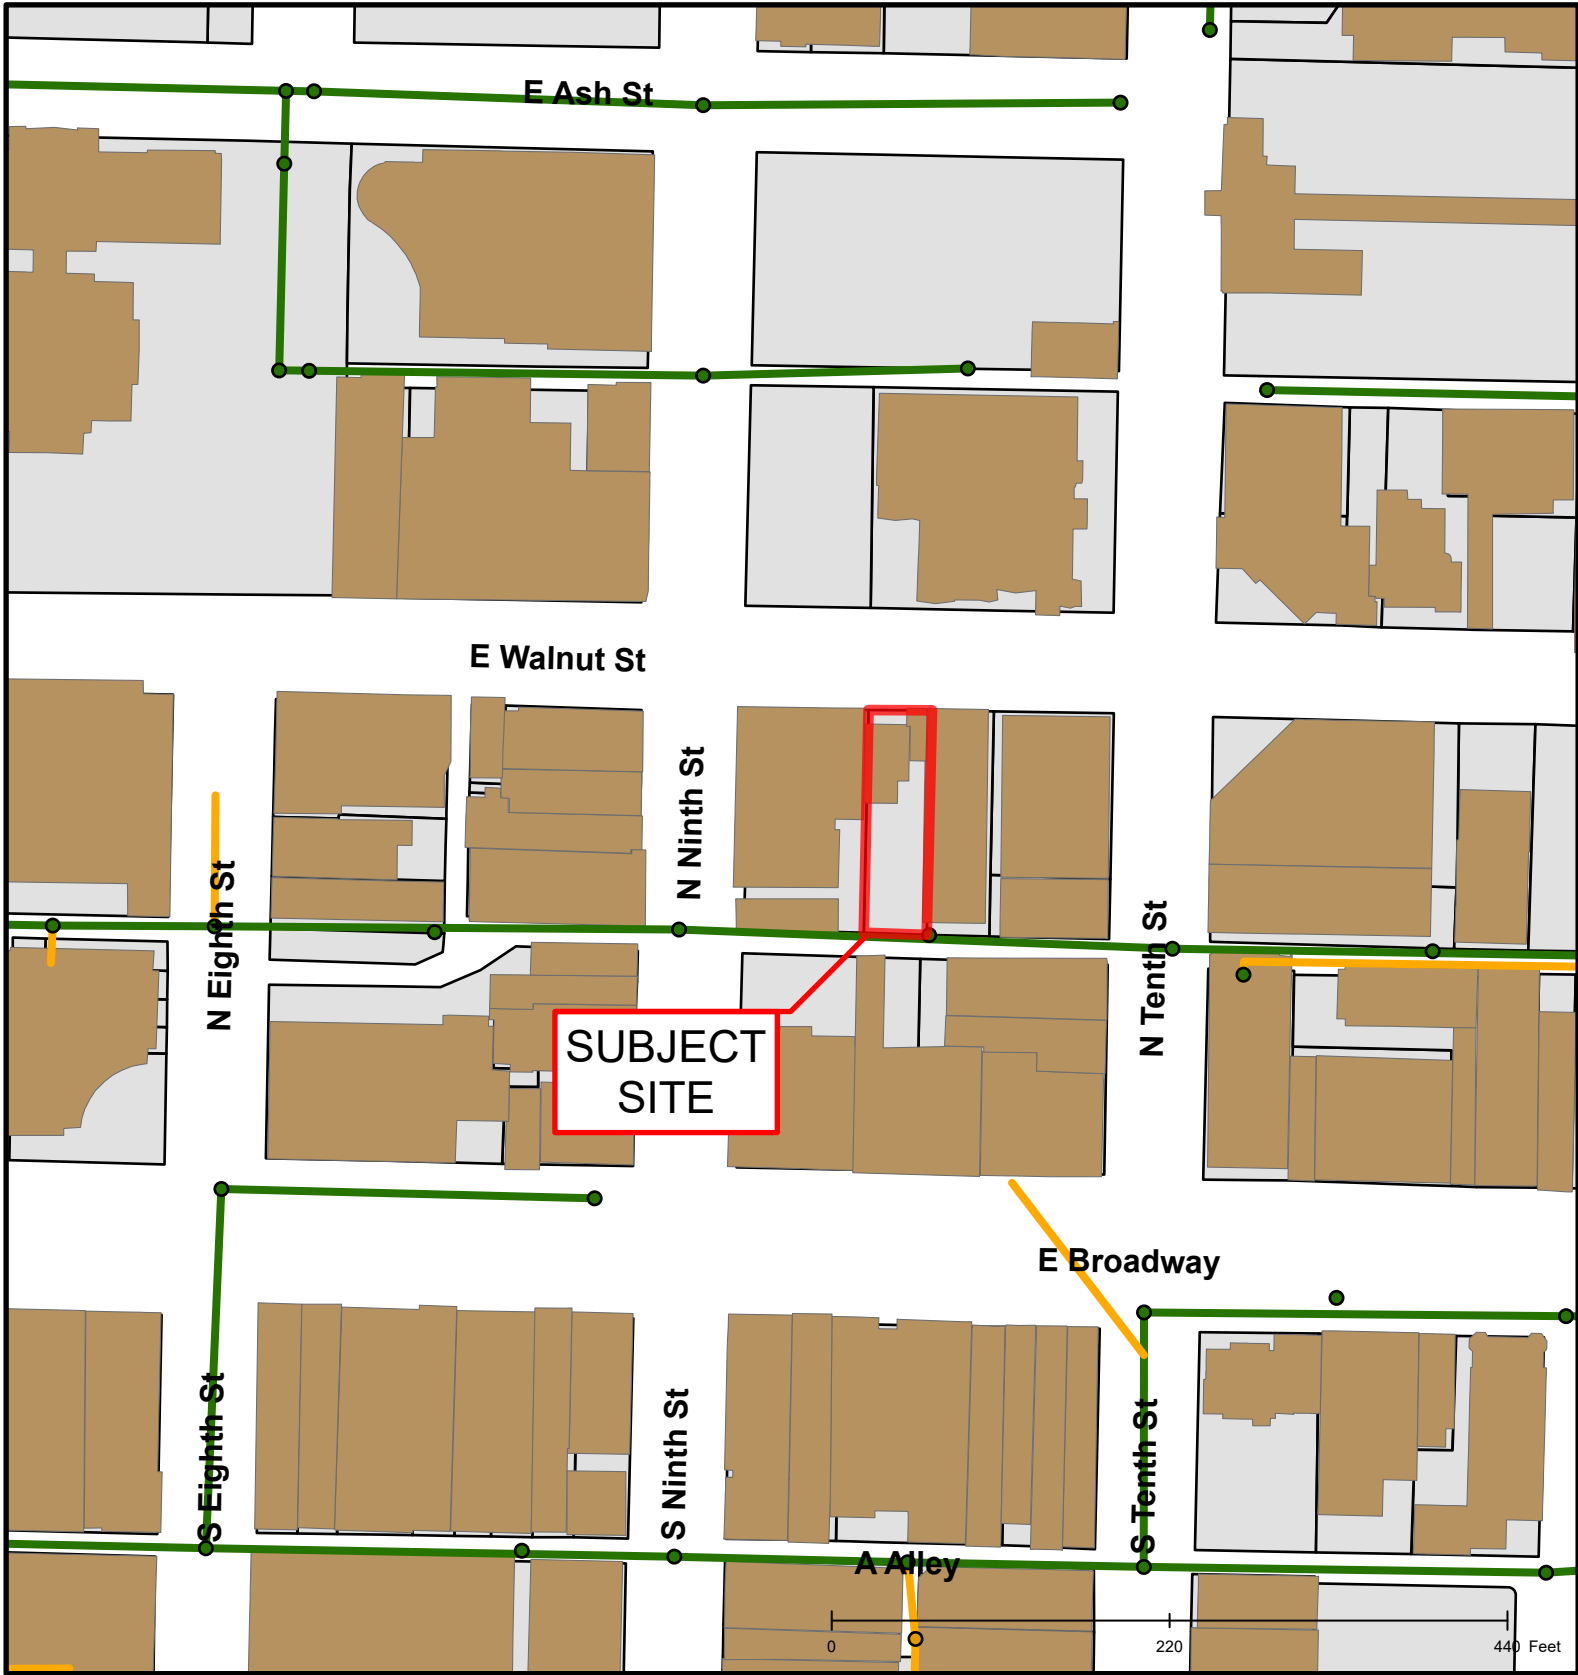 E Ash St
E Walnut St
N Ninth St
N Eighth St
N Tenth St
SUBJECT
SITE
E Broadway
S Eighth St
S Ninth St
S Tenth St
A Alley
0 220 440 Feet